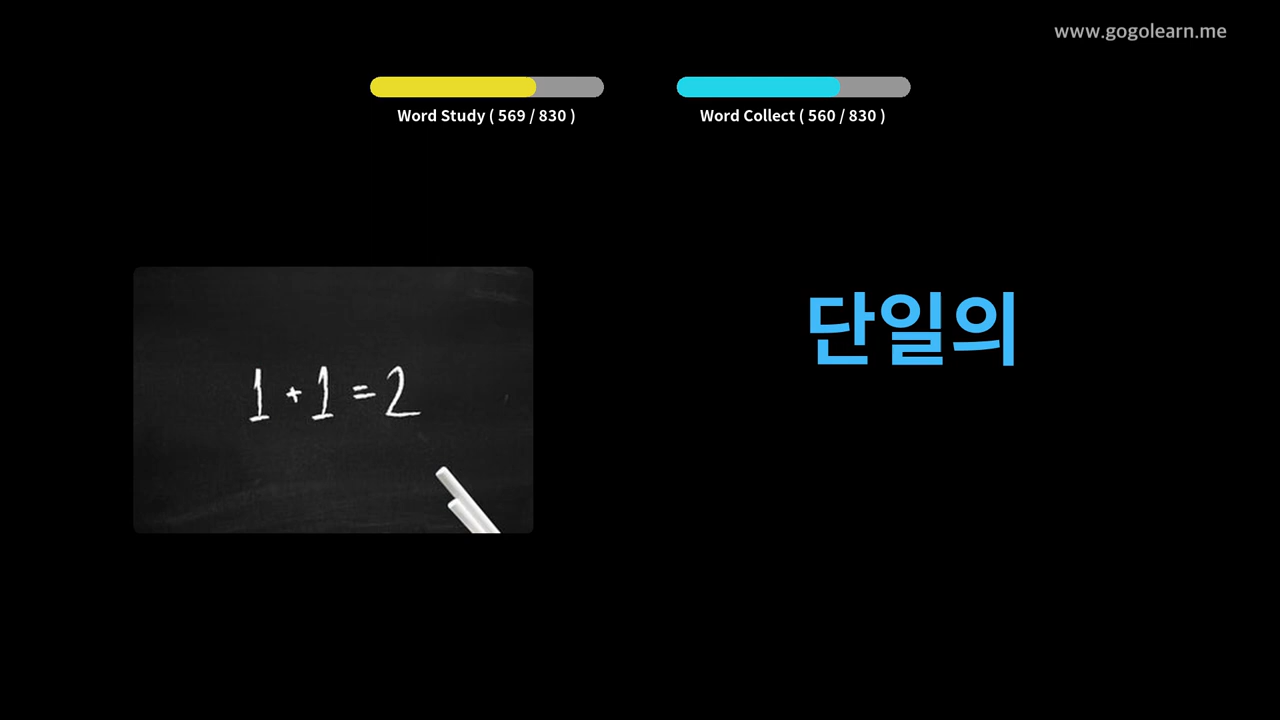 www.gogolearn.me
Word Study ( 569 / 830 )
Word Collect ( 560 / 830 )
1 + 1 = 2
단일의